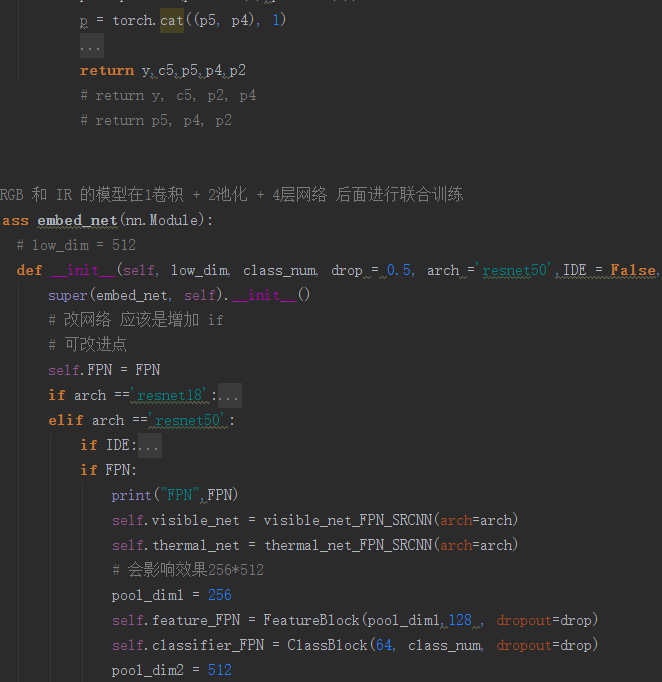 p = torch.cat((p5, p4), 1)
...
return y,c5,p5,p4,p2
# return y, c5, p2, p4
# return p5, p4, p2
RGB 和 IR 的模型在1卷积 + 2池化 + 4层网络 后面进行联合训练
ass embed_net(nn.Module):
# low_dim = 512
def __init__(self, low_dim, class_num, drop = 0.5, arch ='resnet50',IDE = False,
super(embed_net, self).__init__()
# 改网络 应该是增加 if
# 可改进点
self.FPN = FPN
if arch =='resnet18':...
elif arch =='resnet50':
if IDE:...
if FPN:
print("FPN",FPN)
self.visible_net = visible_net_FPN_SRCNN(arch=arch)
self.thermal_net = thermal_net_FPN_SRCNN(arch=arch)
# 会影响效果256*512
pool_dim1 = 256
self.feature_FPN = FeatureBlock(pool_dim1,128 , dropout=drop)
self.classifier_FPN = ClassBlock(64, class_num, dropout=drop)
pool_dim2 = 512